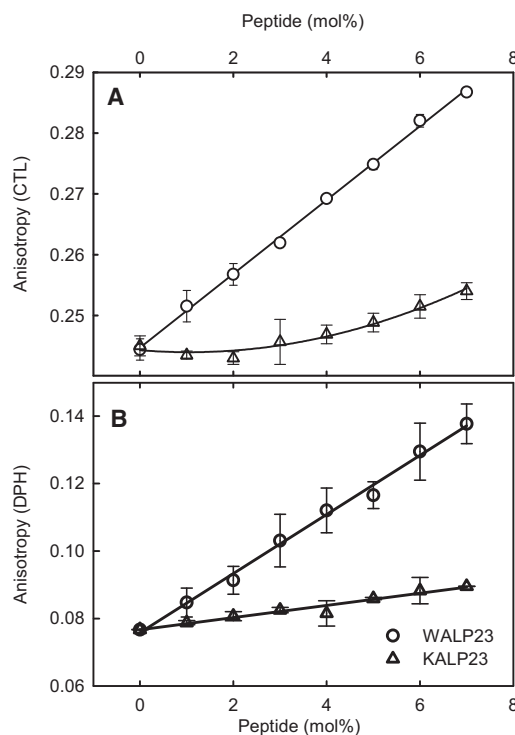 Peptide (mol%)
0 2 4 6 8
A
Anisotropy (CTL)
0.29
0.28
0.27
0.26
0.25
B
Anisotropy (DPH)
0.14
0.12
0.10
0.08
0.06
WALP23
KALP23
0 2 4 6 8
Peptide (mol%)